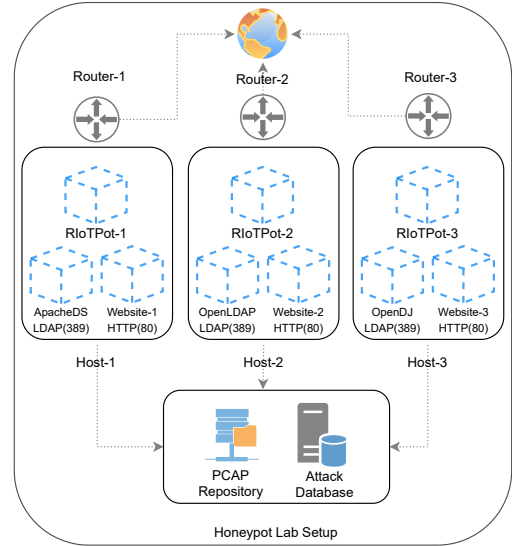 Router-1
Router-2
Router-3
RIoTPot-1
RIoTPot-2
RIoTPot-3
ApacheDS
LDAP(389)
Website-1
HTTP(80)
OpenLDAP
LDAP(389)
Website-2
HTTP(80)
OpenDJ
LDAP(389)
Website-3
HTTP(80)
Host-1
Host-2
Host-3
PCAP
Repository
Attack
Database
Honeypot Lab Setup